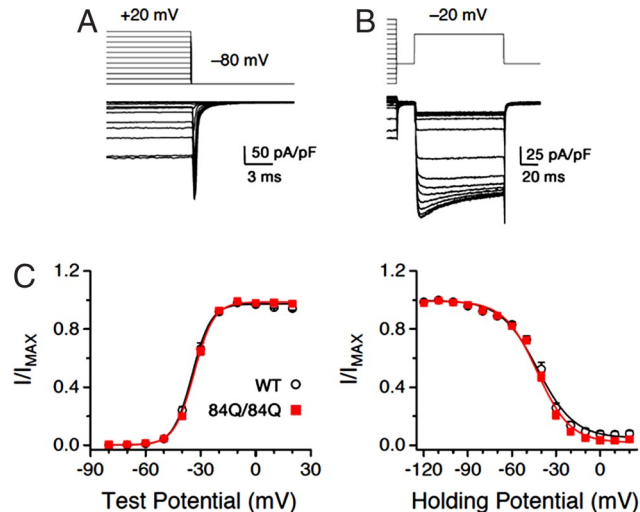 A
+20 mV
−80 mV
50 pA/pF
3 ms
B
−20 mV
25 pA/pF
20 ms
C
I/IMAX
1.2
0.8
0.4
0.0
WT
84Q/84Q
-90 -60 -30 0 30
Test Potential (mV)
I/IMAX
1.2
0.8
0.4
0.0
-120 -90 -60 -30 0
Holding Potential (mV)